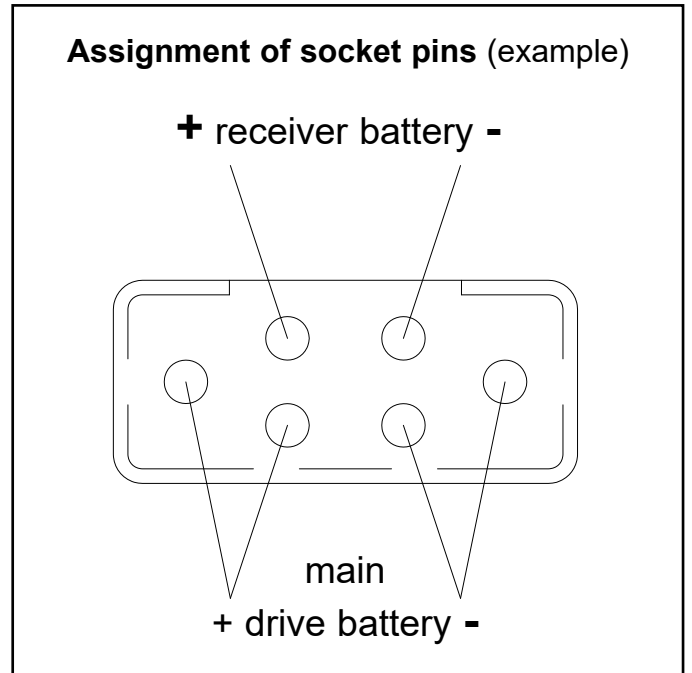 Assignment of socket pins (example)
+ receiver battery -
main
+ drive battery -